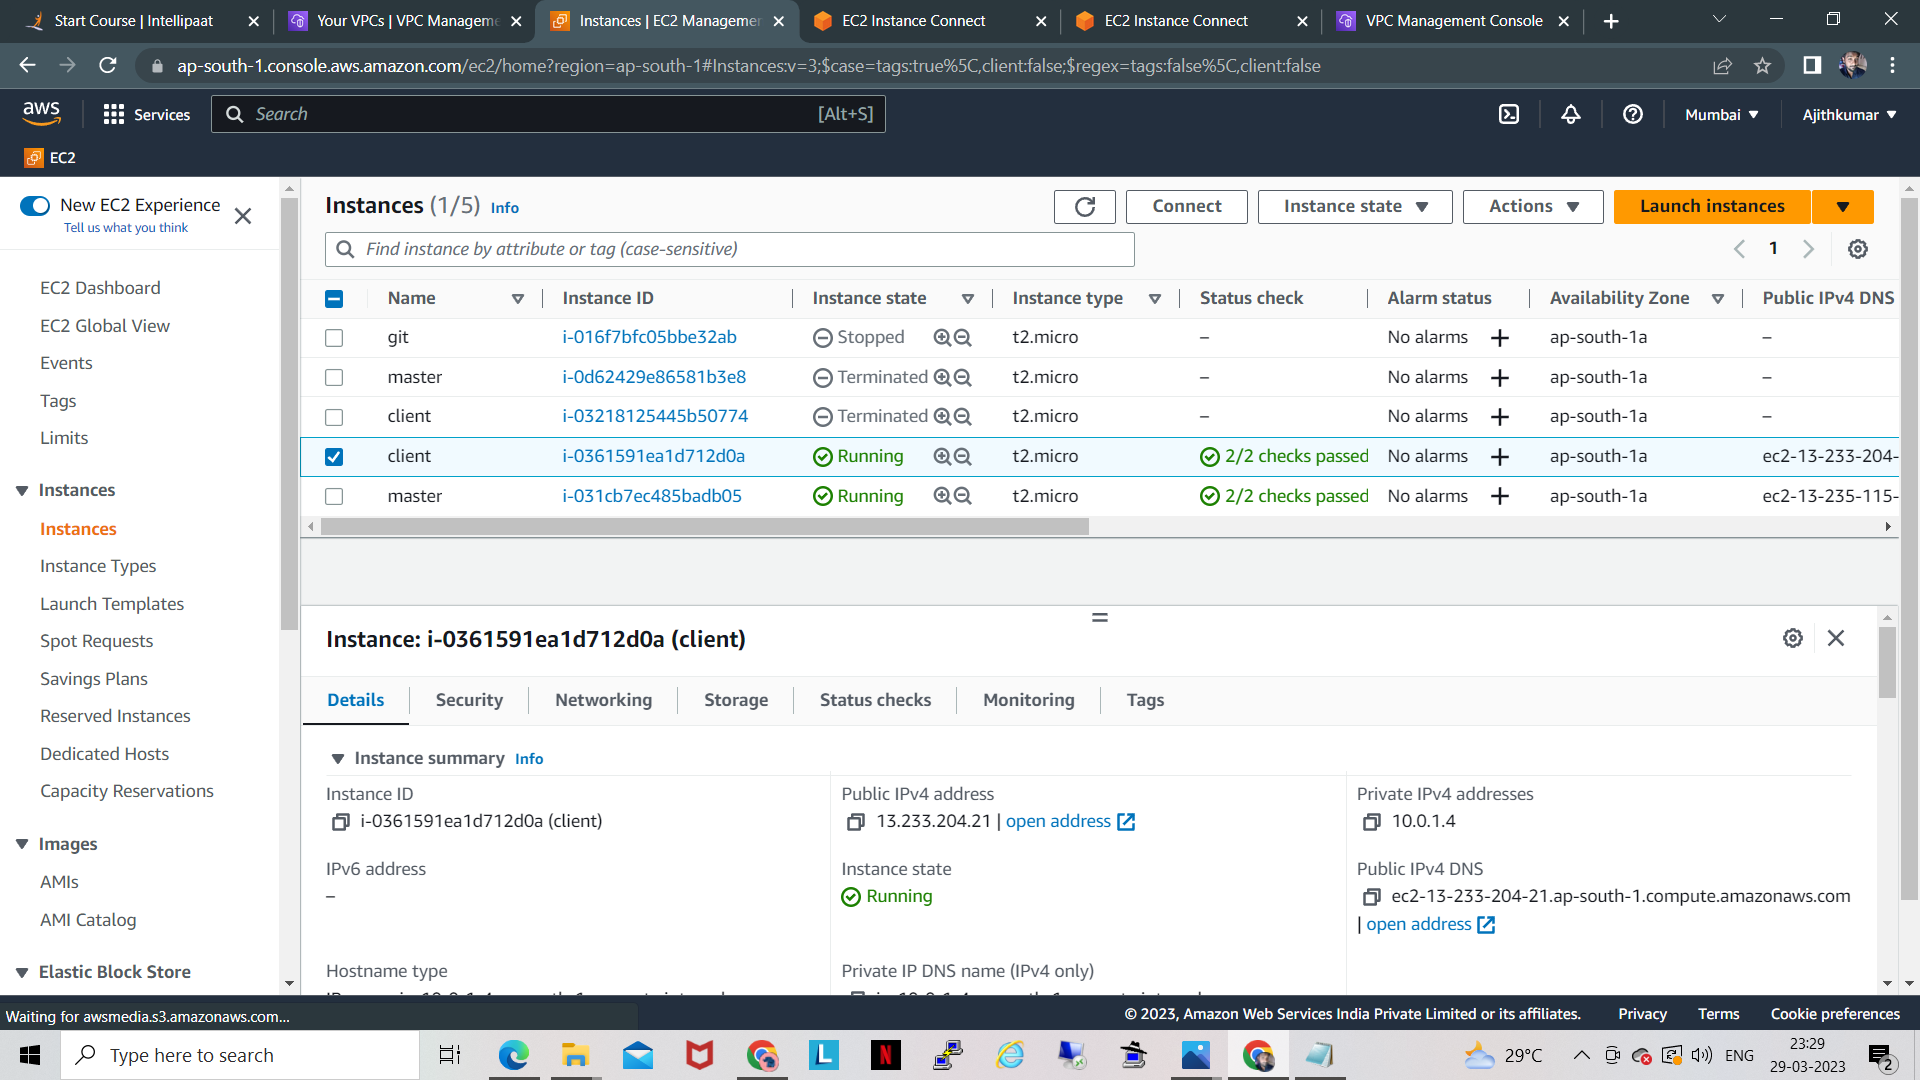 Start Course | Intellipaat
Your VPCs | VPC Manageme
Instances | EC2 Managemer
EC2 Instance Connect
EC2 Instance Connect
VPC Management Console
ap-south-1.console.aws.amazon.com/ec2/home?region=ap-south-1#Instances:v=3;$case=tags:true%5C,client:false;$regex=tags:false%5C,client:false
aws
Services
Search
[Alt+S]
Mumbai
Ajithkumar
EC2
New EC2 Experience
Tell us what you think
EC2 Dashboard
EC2 Global View
Events
Tags
Limits
Instances
Instances
Instance Types
Launch Templates
Spot Requests
Savings Plans
Reserved Instances
Dedicated Hosts
Capacity Reservations
Images
AMIs
AMI Catalog
Elastic Block Store
Instances (1/5) Info
Connect
Instance state
Actions
Launch instances
Find instance by attribute or tag (case-sensitive)
1
Name Instance ID Instance state Instance type Status check Alarm status Availability Zone Public IPv4 DNS
git i-016f7bfc05bbe32ab Stopped t2.micro – No alarms + ap-south-1a –
master i-0d62429e86581b3e8 Terminated t2.micro – No alarms + ap-south-1a –
client i-03218125445b50774 Terminated t2.micro – No alarms + ap-south-1a –
client i-0361591ea1d712d0a Running t2.micro 2/2 checks passed No alarms + ap-south-1a ec2-13-233-204-
master i-031cb7ec485badb05 Running t2.micro 2/2 checks passed No alarms + ap-south-1a ec2-13-235-115-
Instance: i-0361591ea1d712d0a (client)
Details Security Networking Storage Status checks Monitoring Tags
Instance summary Info
Instance ID
i-0361591ea1d712d0a (client)
Public IPv4 address
13.233.204.21 | open address
Private IPv4 addresses
10.0.1.4
IPv6 address
–
Instance state
Running
Public IPv4 DNS
ec2-13-233-204-21.ap-south-1.compute.amazonaws.com
| open address
Hostname type
Private IP DNS name (IPv4 only)
Waiting for awsmedia.s3.amazonaws.com...
© 2023, Amazon Web Services India Private Limited or its affiliates.
Privacy
Terms
Cookie preferences
Type here to search
29°C
ENG
23:29
29-03-2023
2